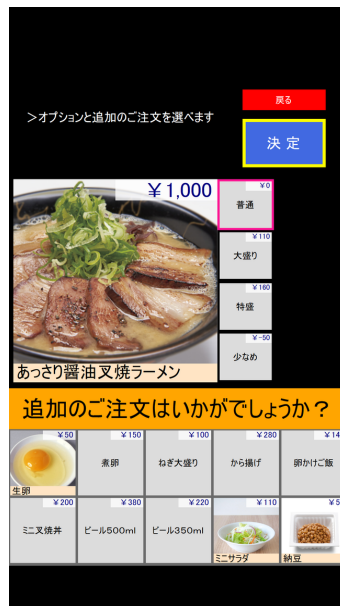 戻る
>オプションと追加のご注文を選べます
決定
¥1,000
あっさり醤油叉焼ラーメン
¥0
普通
¥110
大盛り
¥160
特盛
¥-50
少なめ
追加のご注文はいかがでしょうか？
¥50
生卵
¥150
煮卵
¥100
ねぎ大盛り
¥280
から揚げ
¥14
卵かけご飯
¥200
ミニ叉焼丼
¥380
ビール500ml
¥220
ビール350ml
¥110
ミニサラダ
¥5
納豆